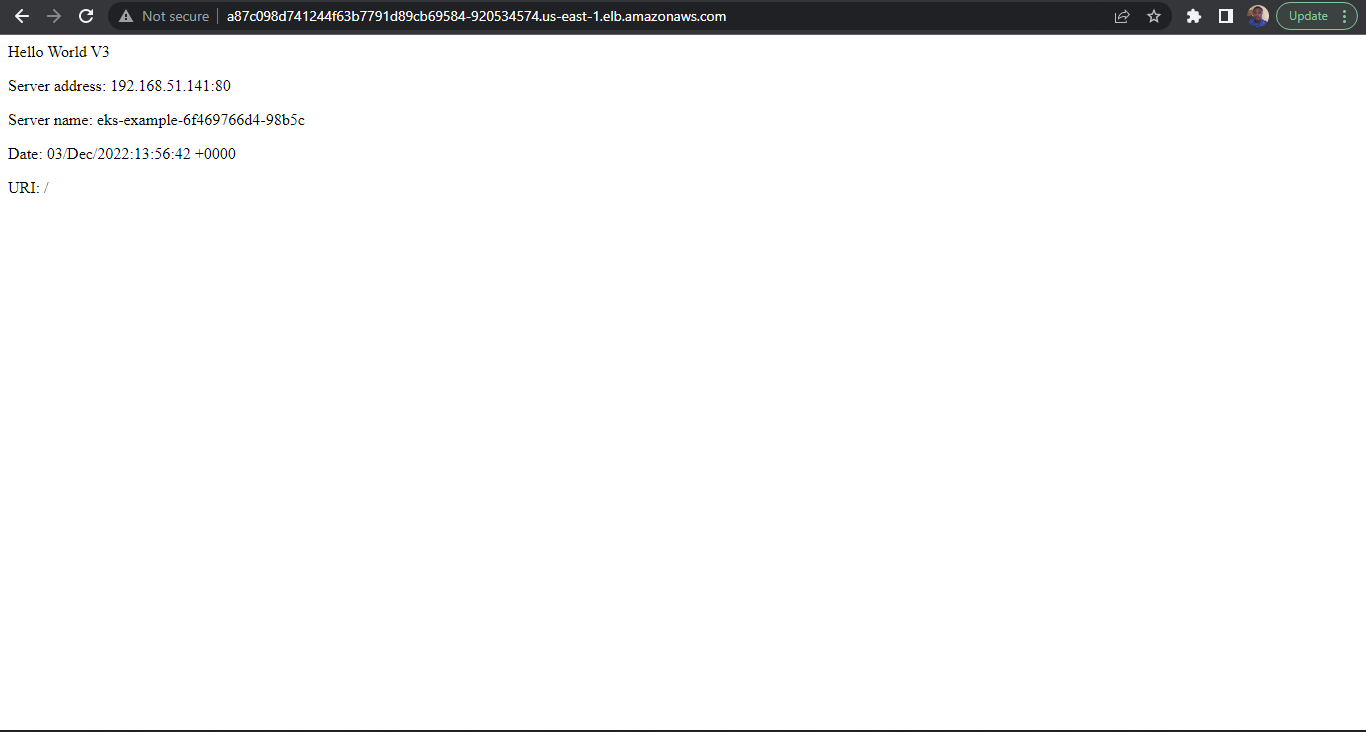 Not secure
a87c098d741244f63b7791d89cb69584-920534574.us-east-1.elb.amazonaws.com
Update
Hello World V3
Server address: 192.168.51.141:80
Server name: eks-example-6f469766d4-98b5c
Date: 03/Dec/2022:13:56:42 +0000
URI: /